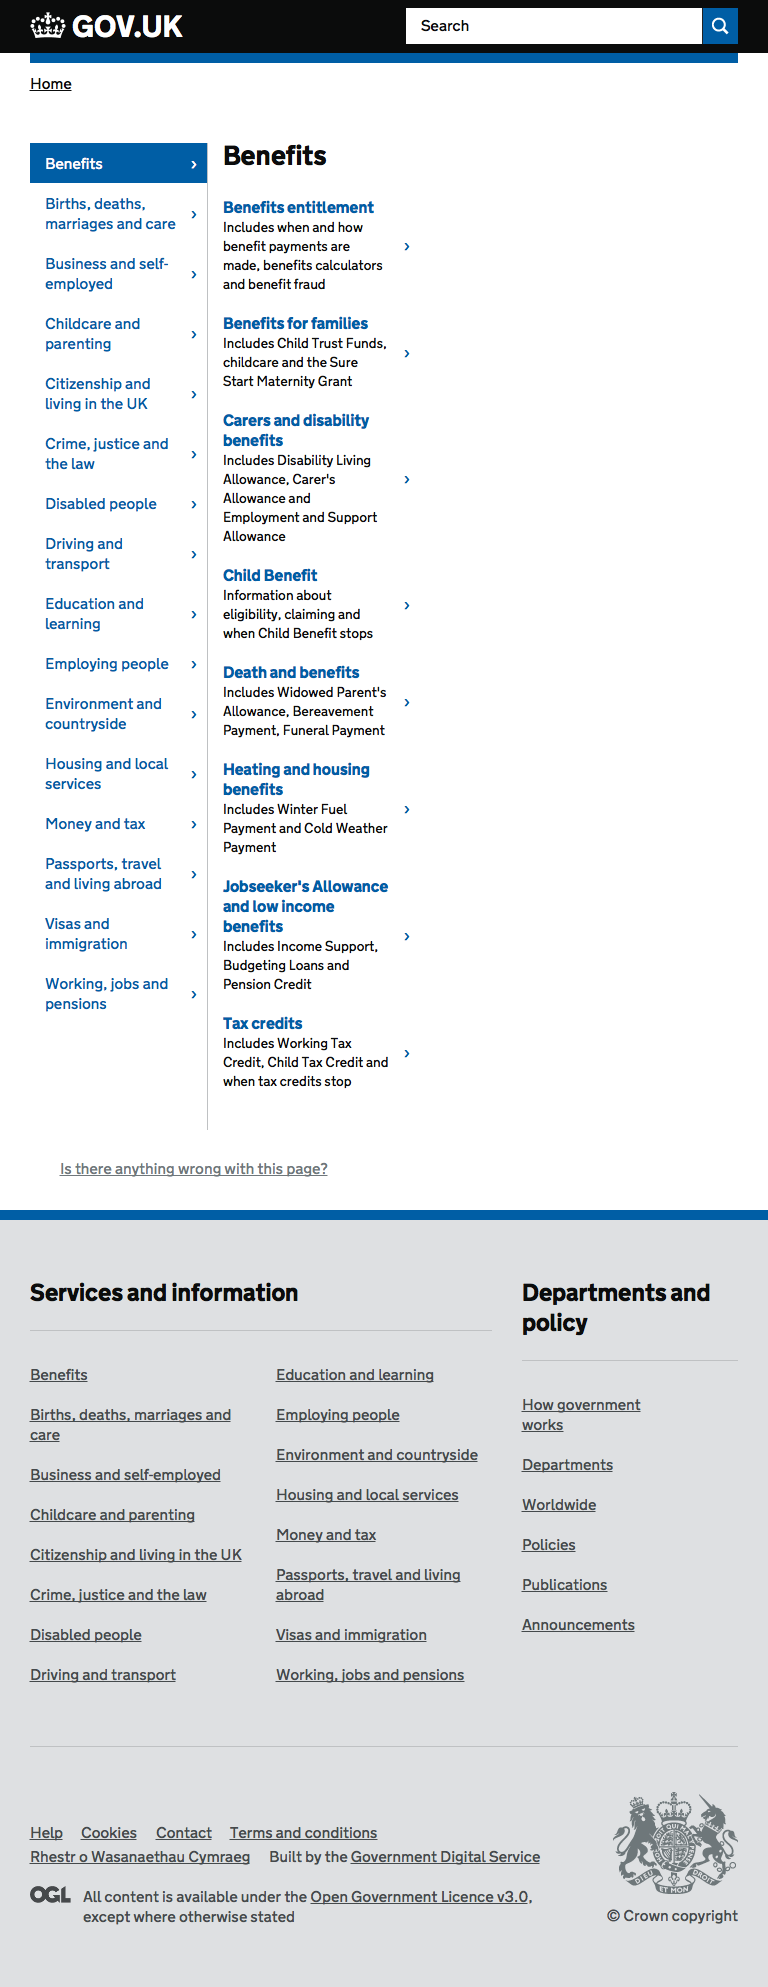 GOV.UK
Search
Home
Benefits
Births, deaths,
marriages and care
Business and self-
employed
Childcare and
parenting
Citizenship and
living in the UK
Crime, justice and
the law
Disabled people
Driving and
transport
Education and
learning
Employing people
Environment and
countryside
Housing and local
services
Money and tax
Passports, travel
and living abroad
Visas and
immigration
Working, jobs and
pensions
Benefits
Benefits entitlement
Includes when and how
benefit payments are
made, benefits calculators
and benefit fraud
Benefits for families
Includes Child Trust Funds,
childcare and the Sure
Start Maternity Grant
Carers and disability
benefits
Includes Disability Living
Allowance, Carer's
Allowance and
Employment and Support
Allowance
Child Benefit
Information about
eligibility, claiming and
when Child Benefit stops
Death and benefits
Includes Widowed Parent's
Allowance, Bereavement
Payment, Funeral Payment
Heating and housing
benefits
Includes Winter Fuel
Payment and Cold Weather
Payment
Jobseeker's Allowance
and low income
benefits
Includes Income Support,
Budgeting Loans and
Pension Credit
Tax credits
Includes Working Tax
Credit, Child Tax Credit and
when tax credits stop
Is there anything wrong with this page?
Services and information
Benefits
Births, deaths, marriages and
care
Business and self-employed
Childcare and parenting
Citizenship and living in the UK
Crime, justice and the law
Disabled people
Driving and transport
Education and learning
Employing people
Environment and countryside
Housing and local services
Money and tax
Passports, travel and living
abroad
Visas and immigration
Working, jobs and pensions
Departments and
policy
How government
works
Departments
Worldwide
Policies
Publications
Announcements
Help Cookies Contact Terms and conditions
Rhestr o Wasanaethau Cymraeg Built by the Government Digital Service
OGL All content is available under the Open Government Licence v3.0,
except where otherwise stated
DIEU ET MON DROIT
© Crown copyright